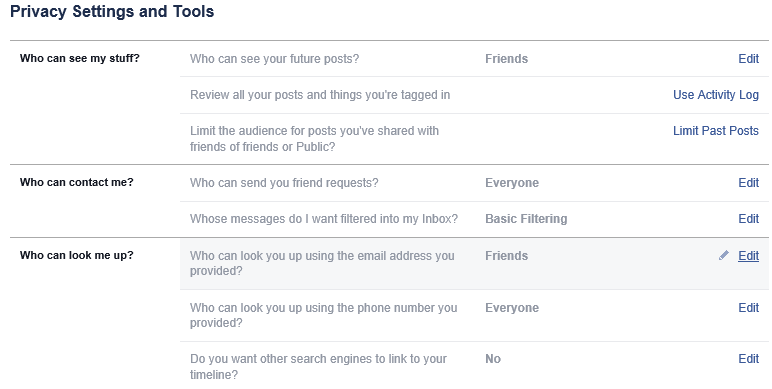 Privacy Settings and Tools
Who can see my stuff? Who can see your future posts? Friends Edit
Review all your posts and things you're tagged in Use Activity Log
Limit the audience for posts you've shared with Limit Past Posts
friends of friends or Public?
Who can contact me? Who can send you friend requests? Everyone Edit
Whose messages do I want filtered into my Inbox? Basic Filtering Edit
Who can look me up? Who can look you up using the email address you Friends Edit
provided?
Who can look you up using the phone number you Everyone Edit
provided?
Do you want other search engines to link to your No Edit
timeline?